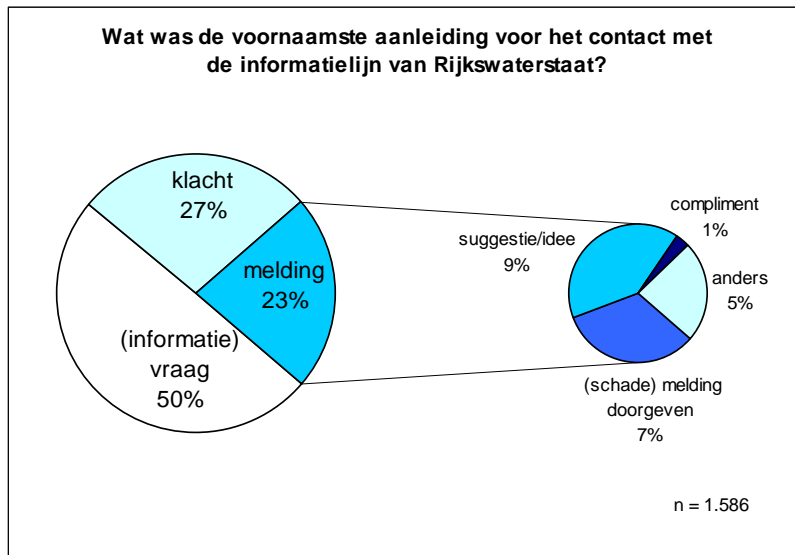 Wat was de voornaamste aanleiding voor het contact met
de informatielijn van Rijkswaterstaat?
klacht
27%
melding
23%
(informatie)
vraag
50%
suggestie/idee
9%
compliment
1%
anders
5%
(schade) melding
doorgeven
7%
n = 1.586